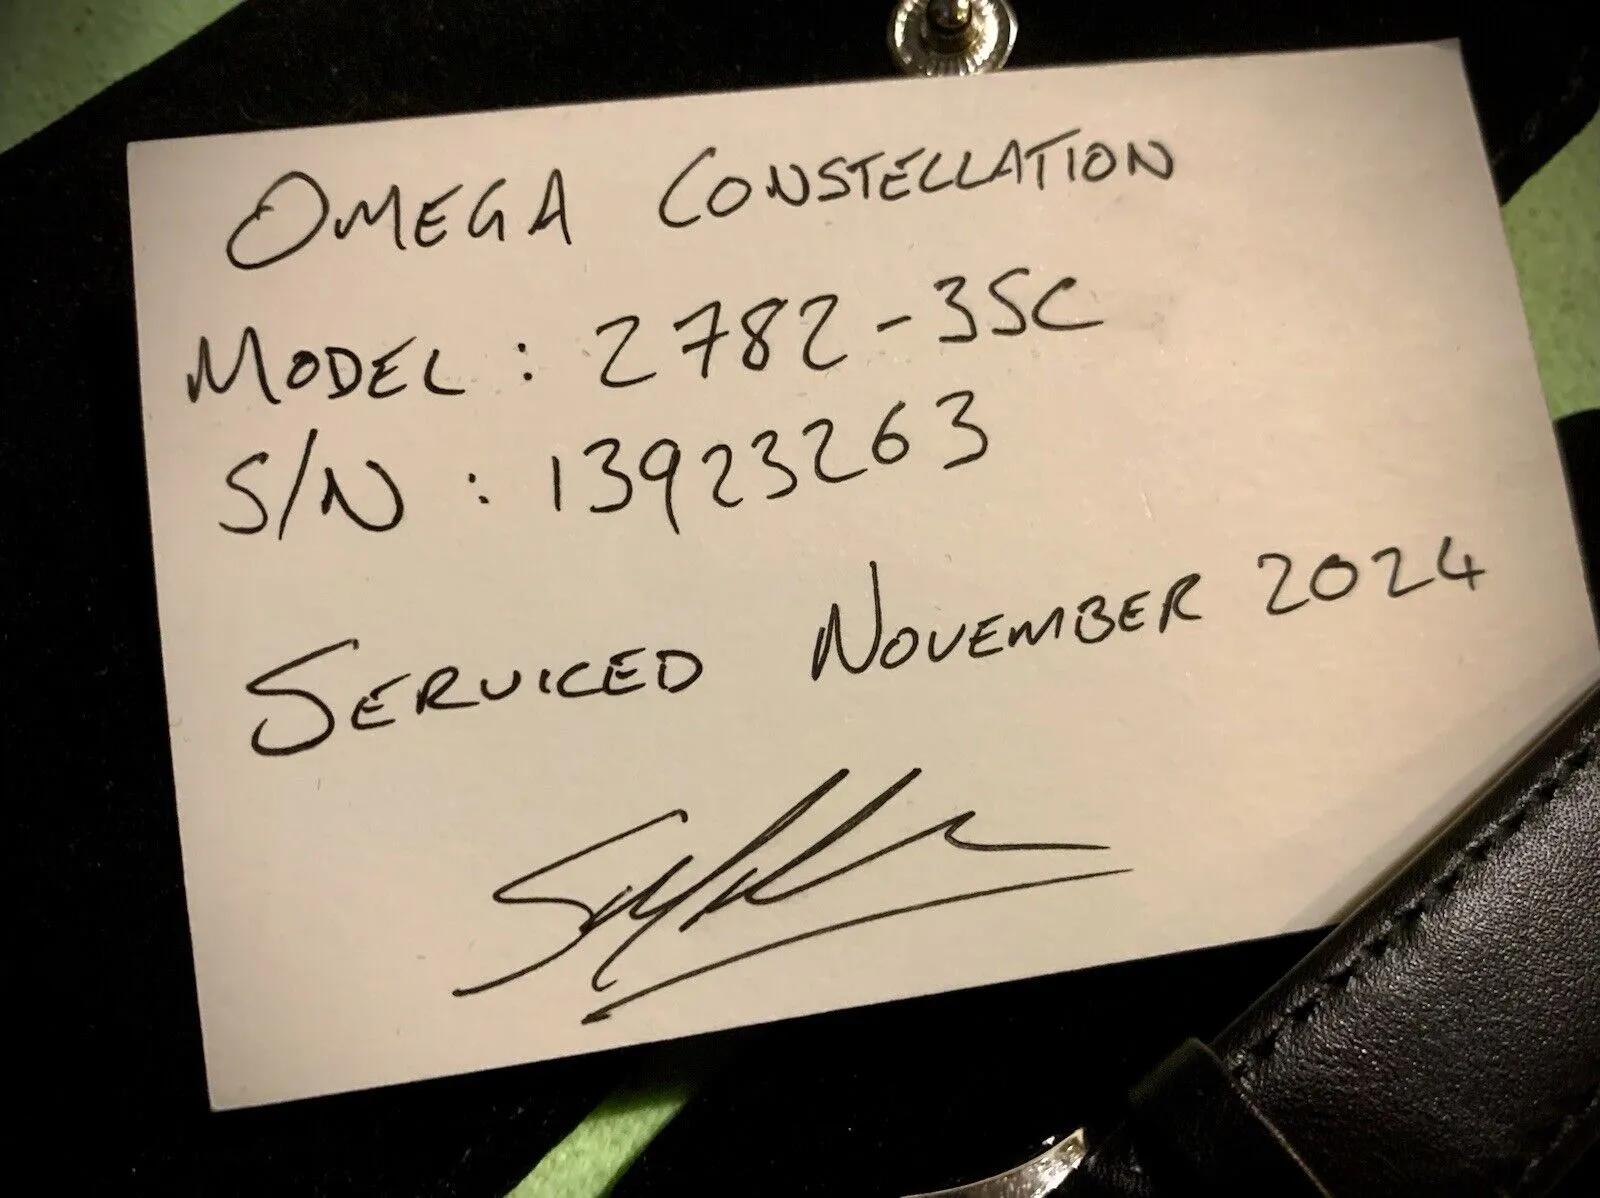 OMEGA CONSTELLATION
MODEL : 2782-3SC
S/N : 13923263
SERVICED NOVEMBER 2024